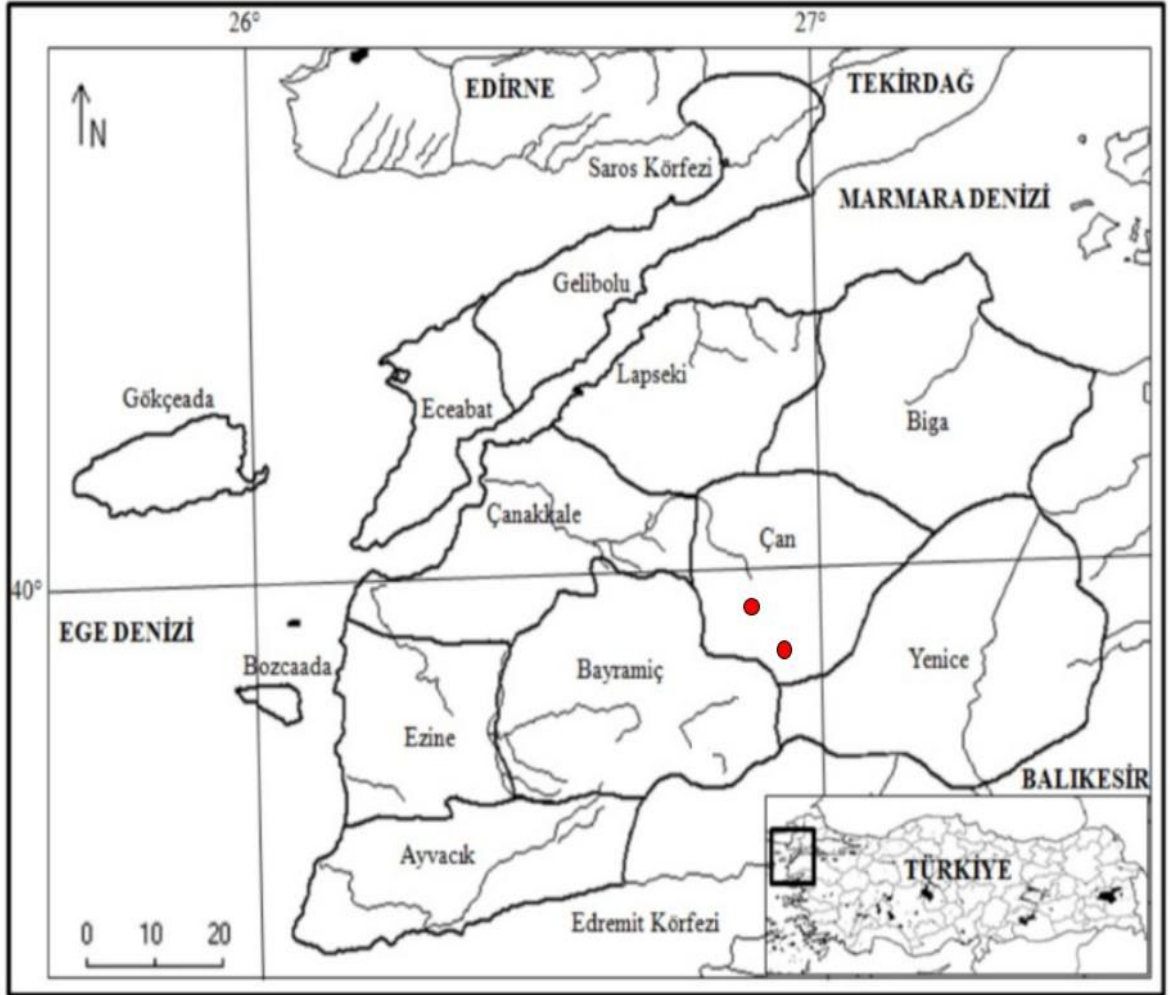 26°
27°
N
EDİRNE
TEKİRDAĞ
Saros Körfezi
MARMARA DENİZİ
Gelibolu
Lapseki
Gökçeada
Eceabat
Biga
Çanakkale
Çan
40°
EGE DENİZİ
Bozcaada
Bayramiç
Yenice
Ezine
BALIKESİR
Ayvacık
TÜRKİYE
Edremit Körfezi
0 10 20